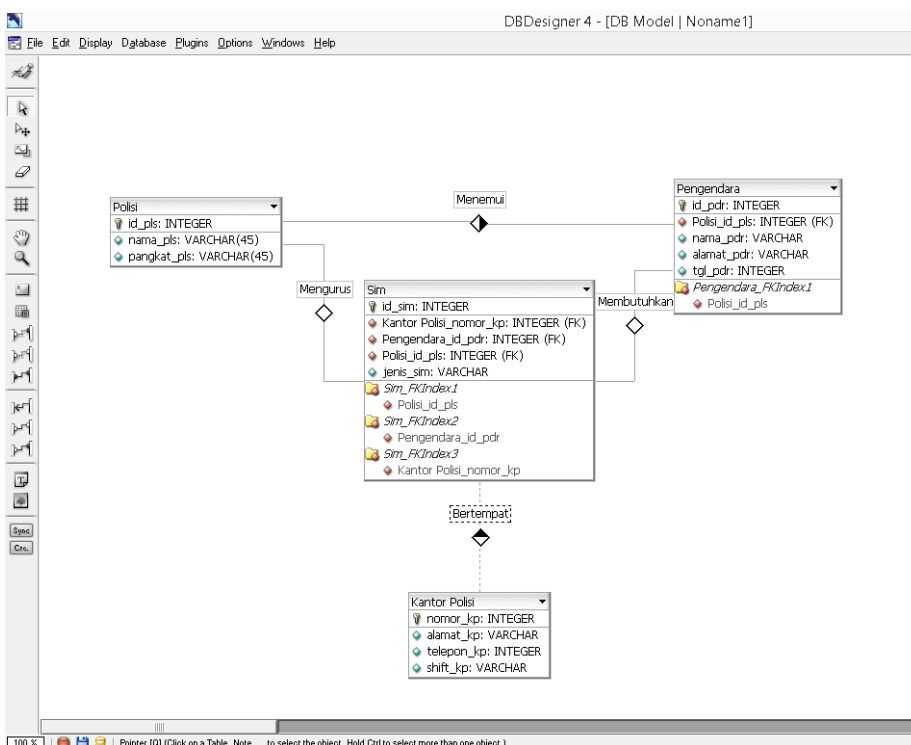 DBDesigner 4 - [DB Model | Noname1]
File Edit Display Database Plugins Options Windows Help
Menemui
Polisi
id_pls: INTEGER
nama_pls: VARCHAR(45)
pangkat_pls: VARCHAR(45)
Pengendara
id_pdr: INTEGER
Polisi_id_pls: INTEGER (FK)
nama_pdr: VARCHAR
alamat_pdr: VARCHAR
tgl_pdr: INTEGER
Pengendara_FKIndex1
Polisi_id_pls
Mengurus
Sim
id_sim: INTEGER
Kantor Polisi_nomor_kp: INTEGER (FK)
Pengendara_id_pdr: INTEGER (FK)
Polisi_id_pls: INTEGER (FK)
jenis_sim: VARCHAR
Sim_FKIndex1
Polisi_id_pls
Sim_FKIndex2
Pengendara_id_pdr
Sim_FKIndex3
Kantor Polisi_nomor_kp
Membutuhkan
Bertempat
Kantor Polisi
nomor_kp: INTEGER
alamat_kp: VARCHAR
telepon_kp: INTEGER
shift_kp: VARCHAR
Sync
Cre.
100 % Pointer [Q] (Click on a Table, Note, ... to select the object. Hold Ctrl to select more than one object.)